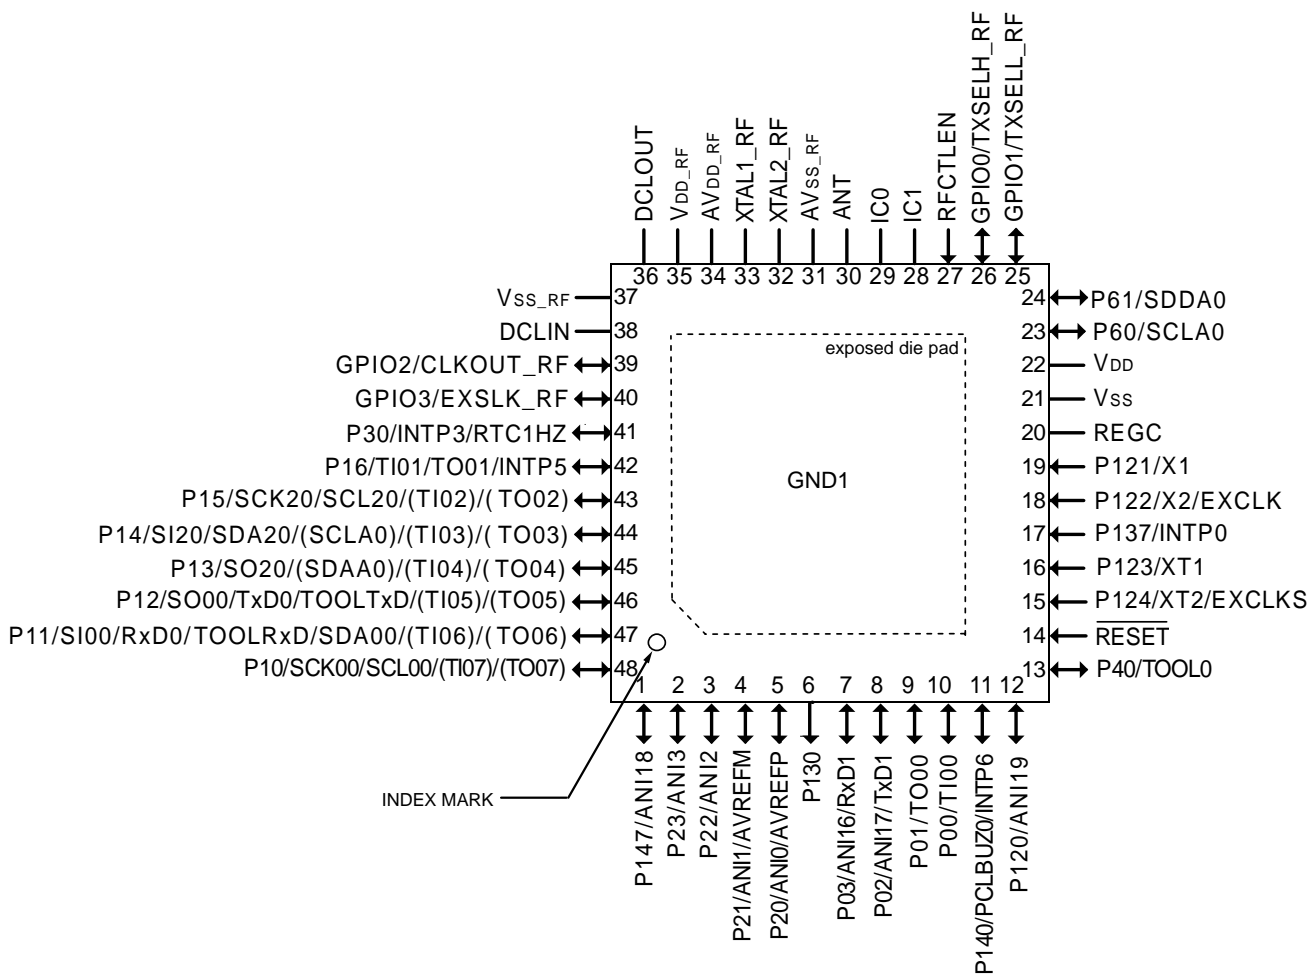 DCLOUT
VDD_RF
AVDD_RF
XTAL1_RF
XTAL2_RF
AVSS_RF
ANT
IC0
IC1
RFCTLEN
GPIO0/TXSELH_RF
GPIO1/TXSELL_RF
36 35 34 33 32 31 30 29 28 27 26 25
VSS_RF 37
DCLIN 38
GPIO2/CLKOUT_RF 39
GPIO3/EXSLK_RF 40
P30/INTP3/RTC1HZ 41
P16/TI01/TO01/INTP5 42
P15/SCK20/SCL20/(TI02)/( TO02) 43
P14/SI20/SDA20/(SCLA0)/(TI03)/( TO03) 44
P13/SO20/(SDAA0)/(TI04)/( TO04) 45
P12/SO00/TxD0/TOOLTxD/(TI05)/(TO05) 46
P11/SI00/RxD0/TOOLRxD/SDA00/(TI06)/(TO06) 47
P10/SCK00/SCL00/(TI07)/(TO07) 48
exposed die pad
GND1
24 P61/SDDA0
23 P60/SCLA0
22 VDD
21 VSS
20 REGC
19 P121/X1
18 P122/X2/EXCLK
17 P137/INTP0
16 P123/XT1
15 P124/XT2/EXCLKS
14 RESET
13 P40/TOOL0
1 2 3 4 5 6 7 8 9 10 11 12
P147/ANI18
P23/ANI3
P22/ANI2
P21/ANI1/AVREFM
P20/ANI0/AVREFP
P130
P03/ANI16/RxD1
P02/ANI17/TxD1
P01/TO00
P00/TI00
P140/PCLBUZ0/INTP6
P120/ANI19
INDEX MARK